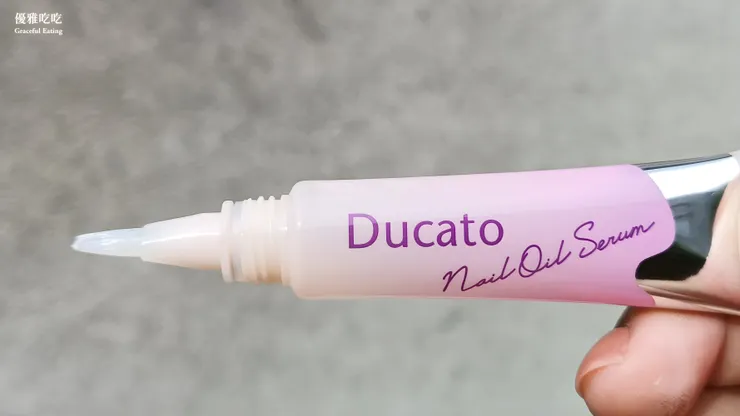 優雅吃吃
Graceful Eating
Ducato
Nail Oil Serum